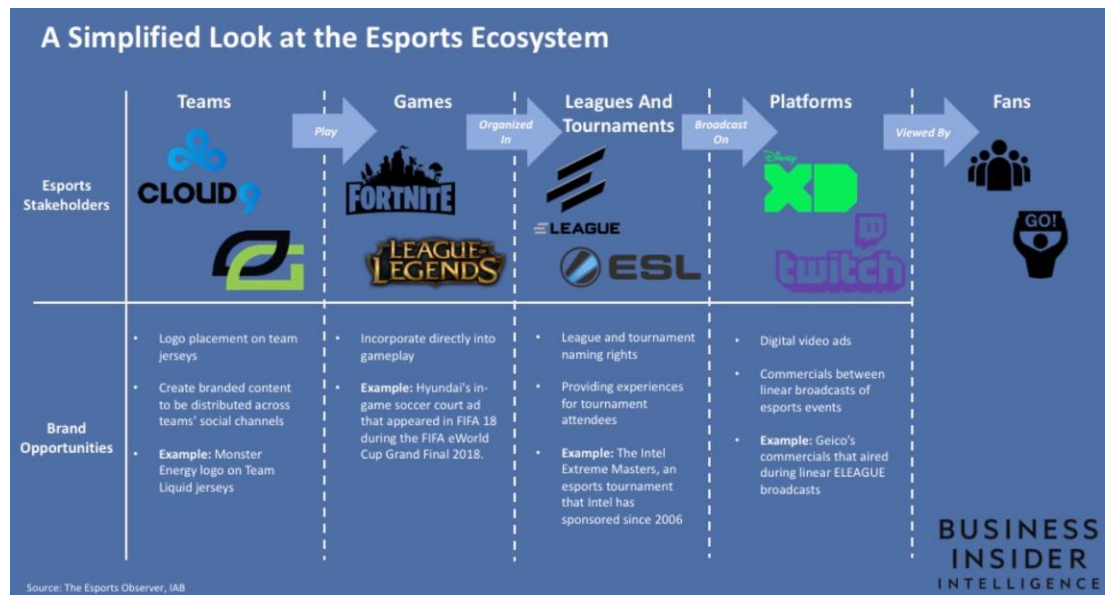 A Simplified Look at the Esports Ecosystem
Teams
Games
Leagues And
Tournaments
Platforms
Fans
Play
Organized
In
Broadcast
On
Viewed By
Esports
Stakeholders
CLOUD9
FORTNITE
LEAGUE OF
LEGENDS
ELEAGUE
ESL
Disney
XD
twitch
GO!
Brand
Opportunities
• Logo placement on team
jerseys
• Create branded content
to be distributed across
teams' social channels
• Example: Monster
Energy logo on Team
Liquid jerseys
• Incorporate directly into
gameplay
• Example: Hyundai's in-
game soccer court ad
that appeared in FIFA 18
during the FIFA eWorld
Cup Grand Final 2018.
• League and tournament
naming rights
• Providing experiences
for tournament
attendees
• Example: The Intel
Extreme Masters, an
esports tournament
that Intel has
sponsored since 2006
• Digital video ads
• Commercials between
linear broadcasts of
esports events
• Example: Geico's
commercials that aired
during linear ELEAGUE
broadcasts
Source: The Esports Observer, IAB
BUSINESS
INSIDER
INTELLIGENCE